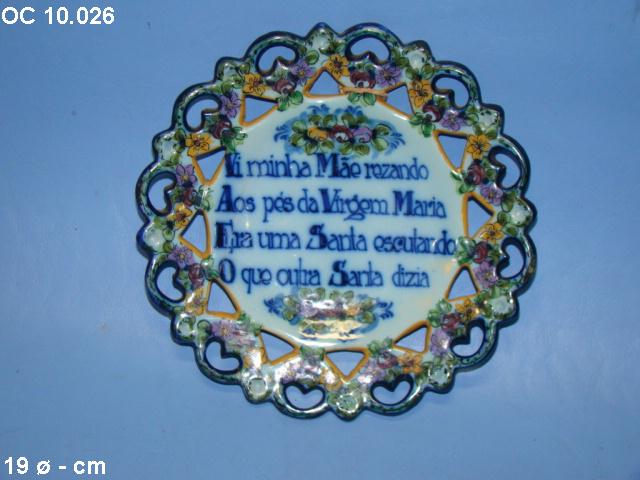 OC 10.026
Vi minha Mãe rezando
Aos pés da Virgem Maria
Era uma Santa escutando
O que outra Santa dizia
19 ø - cm